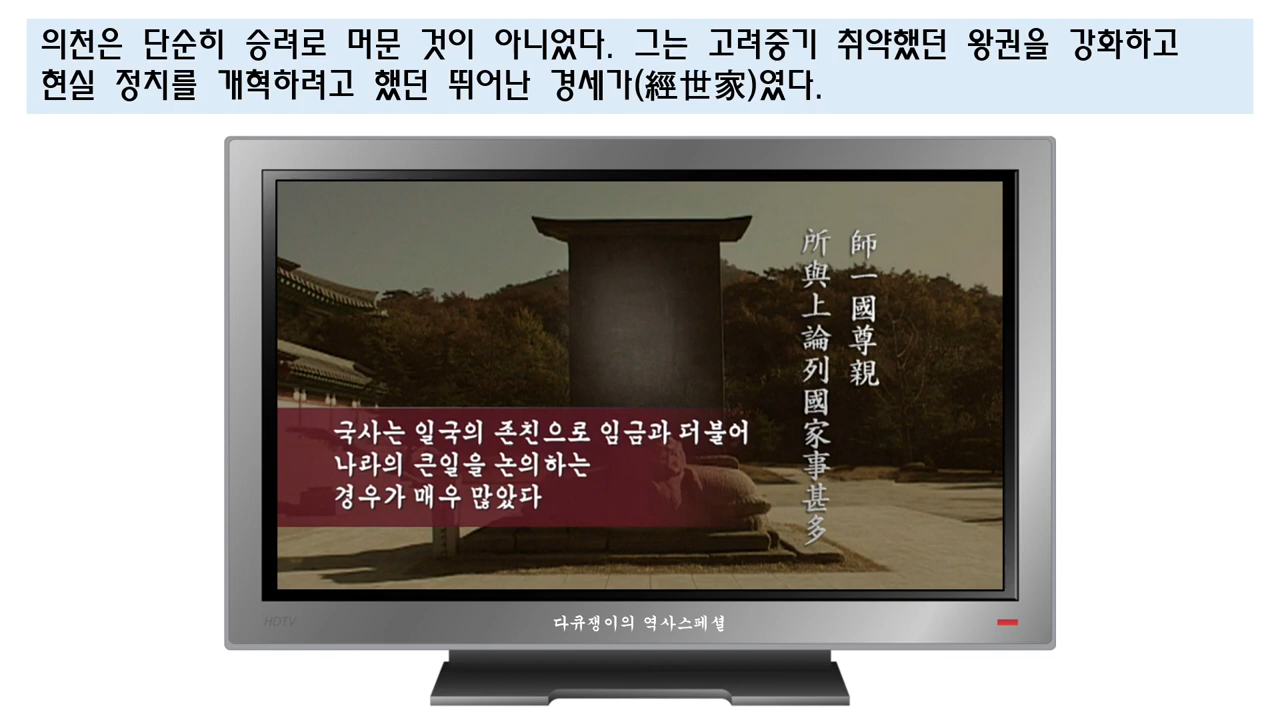 의천은 단순히 승려로 머문 것이 아니었다. 그는 고려중기 취약했던 왕권을 강화하고
현실 정치를 개혁하려고 했던 뛰어난 경세가(經世家)였다.
師一國尊親
所與上論列國家事甚多
국사는 일국의 존친으로 임금과 더불어
나라의 큰일을 논의하는
경우가 매우 많았다
HDTV
다큐쟁이의 역사스페셜